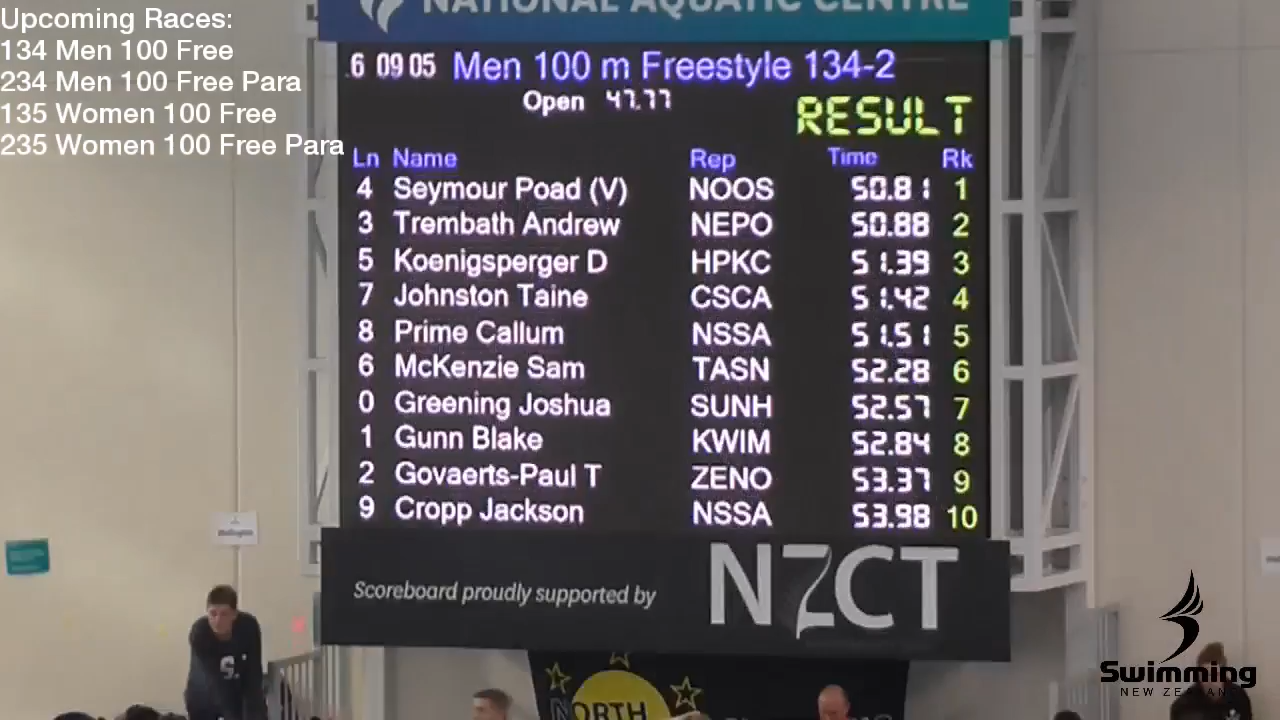 Upcoming Races:
134 Men 100 Free
234 Men 100 Free Para
135 Women 100 Free
235 Women 100 Free Para
NATIONAL AQUATIC CENTRE
6 09 05 Men 100 m Freestyle 134-2
Open 47.77
RESULT
Ln Name Rep Time Rk
4 Seymour Poad (V) NOOS 50.81 1
3 Trembath Andrew NEPO 50.88 2
5 Koenigsperger D HPKC 51.39 3
7 Johnston Taine CSCA 51.42 4
8 Prime Callum NSSA 51.51 5
6 McKenzie Sam TASN 52.28 6
0 Greening Joshua SUNH 52.57 7
1 Gunn Blake KWIM 52.84 8
2 Govaerts-Paul T ZENO 53.37 9
9 Cropp Jackson NSSA 53.98 10
Scoreboard proudly supported by NZCT
NORTH
Swimming
NEW ZEALAND